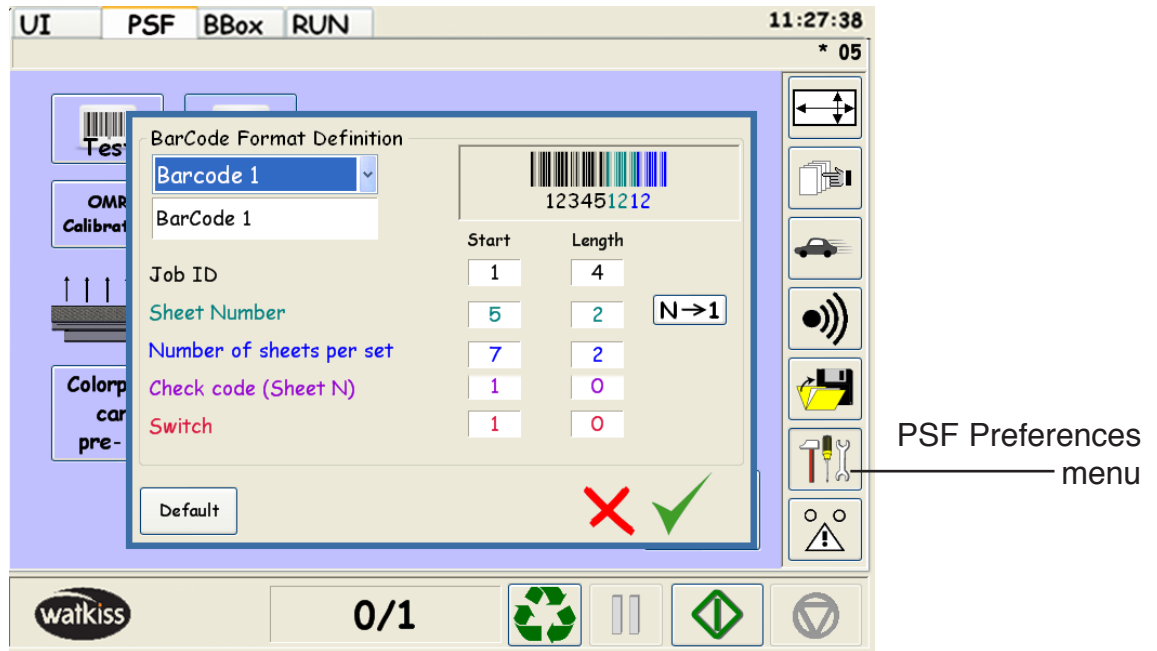 UI PSF BBox RUN 11:27:38
* 05
Tes
OMR
Calibrat
Colorp
car
pre-
BarCode Format Definition
Barcode 1
BarCode 1
123451212
Start Length
Job ID 1 4
Sheet Number 5 2 N→1
Number of sheets per set 7 2
Check code (Sheet N) 1 0
Switch 1 0
Default
PSF Preferences
menu
watkiss 0/1